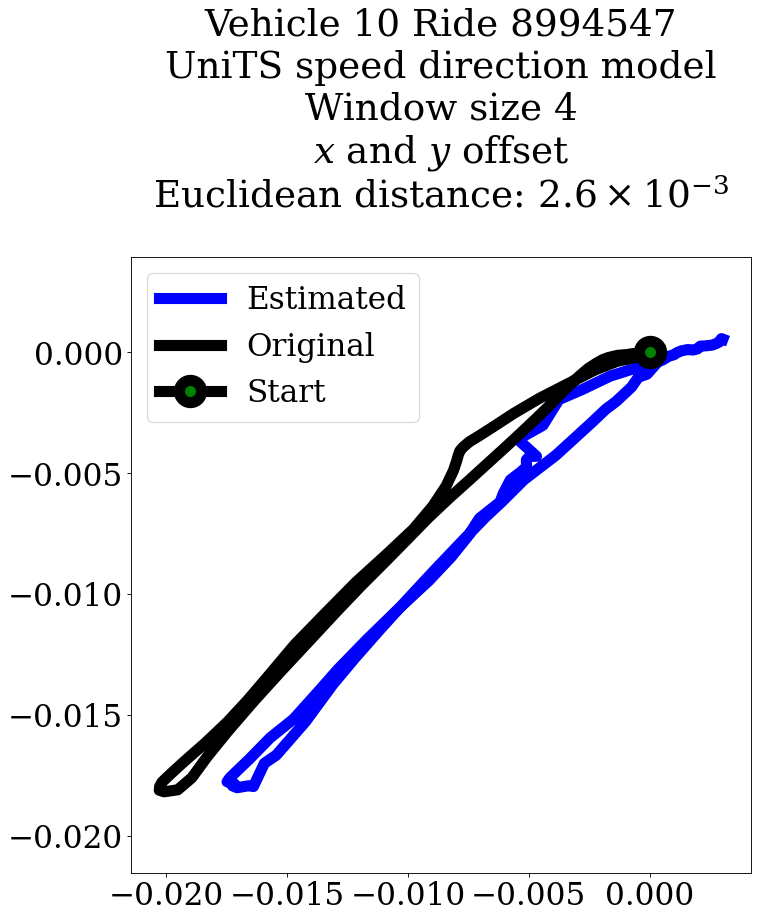 Vehicle 10 Ride 8994547
UniTS speed direction model
Window size 4
x and y offset
Euclidean distance: 2.6 × 10⁻³
Estimated
Original
Start
0.000
−0.005
−0.010
−0.015
−0.020
−0.020 −0.015 −0.010 −0.005 0.000